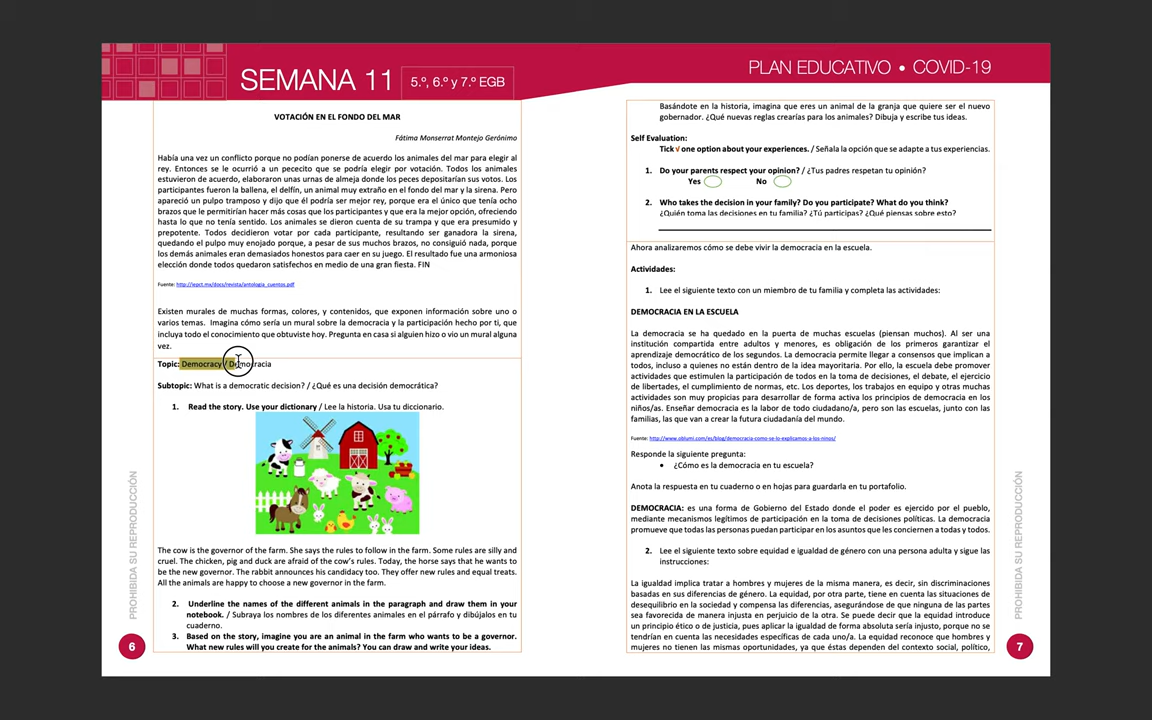 SEMANA 11
5.º, 6.º y 7.º EGB
PLAN EDUCATIVO • COVID-19
VOTACIÓN EN EL FONDO DEL MAR
Fátima Monserrat Montejo Gerónimo
Había una vez un conflicto porque no podían ponerse de acuerdo los animales del mar para elegir al
rey. Entonces se le ocurrió a un pececito que se podría elegir por votación. Todos los animales
estuvieron de acuerdo, elaboraron unas urnas de almeja donde los peces depositarían sus votos. Los
participantes fueron la ballena, el delfín, un animal muy extraño en el fondo del mar y la sirena. Pero
apareció un pulpo tramposo y dijo que él podría ser mejor rey, porque era el único que tenía ocho
brazos que le permitirían hacer más cosas que los participantes y que era la mejor opción, ofreciendo
hasta lo que no tenía sentido. Los animales se dieron cuenta de su trampa y que era presumido y
prepotente. Todos decidieron votar por cada participante, resultando ser ganadora la sirena,
quedando el pulpo muy enojado porque, a pesar de sus muchos brazos, no consiguió nada, porque
los demás animales eran demasiados honestos para caer en su juego. El resultado fue una armoniosa
elección donde todos quedaron satisfechos en medio de una gran fiesta. FIN
Fuente: http://iepct.mx/docs/revista/antologia_cuentos.pdf
Existen murales de muchas formas, colores, y contenidos, que exponen información sobre uno o
varios temas. Imagina cómo sería un mural sobre la democracia y la participación hecho por ti, que
incluya todo el conocimiento que obtuviste hoy. Pregunta en casa si alguien hizo o vio un mural alguna
vez.
Topic: Democracy / Democracia
Subtopic: What is a democratic decision? / ¿Qué es una decisión democrática?
1. Read the story. Use your dictionary / Lee la historia. Usa tu diccionario.
The cow is the governor of the farm. She says the rules to follow in the farm. Some rules are silly and
cruel. The chicken, pig and duck are afraid of the cow's rules. Today, the horse says that he wants to
be the new governor. The rabbit announces his candidacy too. They offer new rules and equal treats.
All the animals are happy to choose a new governor in the farm.
2. Underline the names of the different animals in the paragraph and draw them in your
notebook. / Subraya los nombres de los diferentes animales en el párrafo y dibújalos en tu
cuaderno.
3. Based on the story, imagine you are an animal in the farm who wants to be a governor.
What new rules will you create for the animals? You can draw and write your ideas.
PROHIBIDA SU REPRODUCCIÓN
6
Basándote en la historia, imagina que eres un animal de la granja que quiere ser el nuevo
gobernador. ¿Qué nuevas reglas crearías para los animales? Dibuja y escribe tus ideas.
Self Evaluation:
Tick √ one option about your experiences. / Señala la opción que se adapte a tus experiencias.
1. Do your parents respect your opinion? / ¿Tus padres respetan tu opinión?
Yes No
2. Who takes the decision in your family? Do you participate? What do you think?
¿Quién toma las decisiones en tu familia? ¿Tú participas? ¿Qué piensas sobre esto?
Ahora analizaremos cómo se debe vivir la democracia en la escuela.
Actividades:
1. Lee el siguiente texto con un miembro de tu familia y completa las actividades:
DEMOCRACIA EN LA ESCUELA
La democracia se ha quedado en la puerta de muchas escuelas (piensan muchos). Al ser una
institución compartida entre adultos y menores, es obligación de los primeros garantizar el
aprendizaje democrático de los segundos. La democracia permite llegar a consensos que implican a
todos, incluso a quienes no están dentro de la idea mayoritaria. Por ello, la escuela debe promover
actividades que estimulen la participación de todos en la toma de decisiones, el debate, el ejercicio
de libertades, el cumplimiento de normas, etc. Los deportes, los trabajos en equipo y otras muchas
actividades son muy propicias para desarrollar de forma activa los principios de democracia en los
niños/as. Enseñar democracia es la labor de todo ciudadano/a, pero son las escuelas, junto con las
familias, las que van a crear la futura ciudadanía del mundo.
Fuente: http://www.oblumi.com/es/blog/democracia-como-se-lo-explicamos-a-los-ninos/
Responde la siguiente pregunta:
• ¿Cómo es la democracia en tu escuela?
Anota la respuesta en tu cuaderno o en hojas para guardarla en tu portafolio.
DEMOCRACIA: es una forma de Gobierno del Estado donde el poder es ejercido por el pueblo,
mediante mecanismos legítimos de participación en la toma de decisiones políticas. La democracia
promueve que todas las personas puedan participar en los asuntos que les conciernen a todas y todos.
2. Lee el siguiente texto sobre equidad e igualdad de género con una persona adulta y sigue las
instrucciones:
La igualdad implica tratar a hombres y mujeres de la misma manera, es decir, sin discriminaciones
basadas en sus diferencias de género. La equidad, por otra parte, tiene en cuenta las situaciones de
desequilibrio en la sociedad y compensa las diferencias, asegurándose de que ninguna de las partes
sea favorecida de manera injusta en perjuicio de la otra. Se puede decir que la equidad introduce
un principio ético o de justicia, pues aplicar la igualdad de forma absoluta sería injusto, porque no se
tendrían en cuenta las necesidades específicas de cada uno/a. La equidad reconoce que hombres y
mujeres no tienen las mismas oportunidades, ya que éstas dependen del contexto social, político,
PROHIBIDA SU REPRODUCCIÓN
7